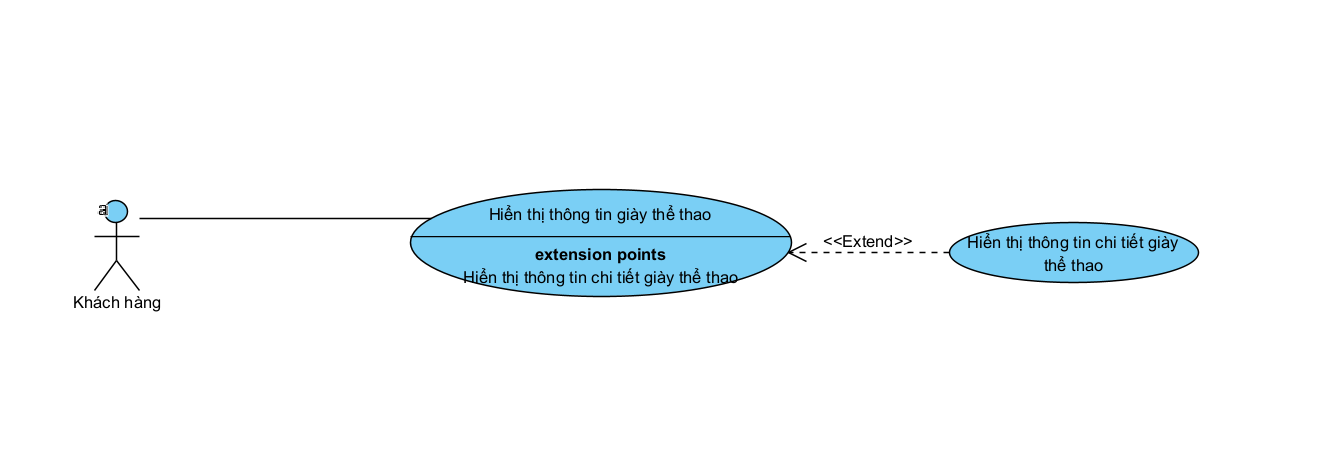 Khách hàng
Hiển thị thông tin giày thể thao
extension points
Hiển thị thông tin chi tiết giày thể thao
<<Extend>>
Hiển thị thông tin chi tiết giày
thể thao